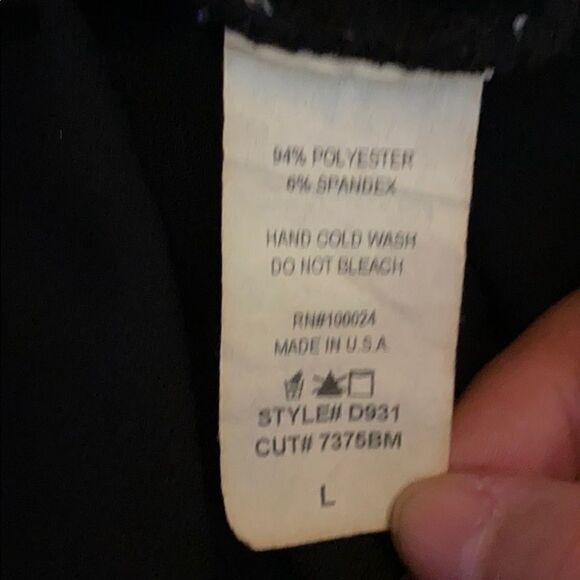 94% POLYESTER
6% SPANDEX
HAND COLD WASH
DO NOT BLEACH
RN#100024
MADE IN U.S.A
STYLE# D931
CUT# 7375BM
L